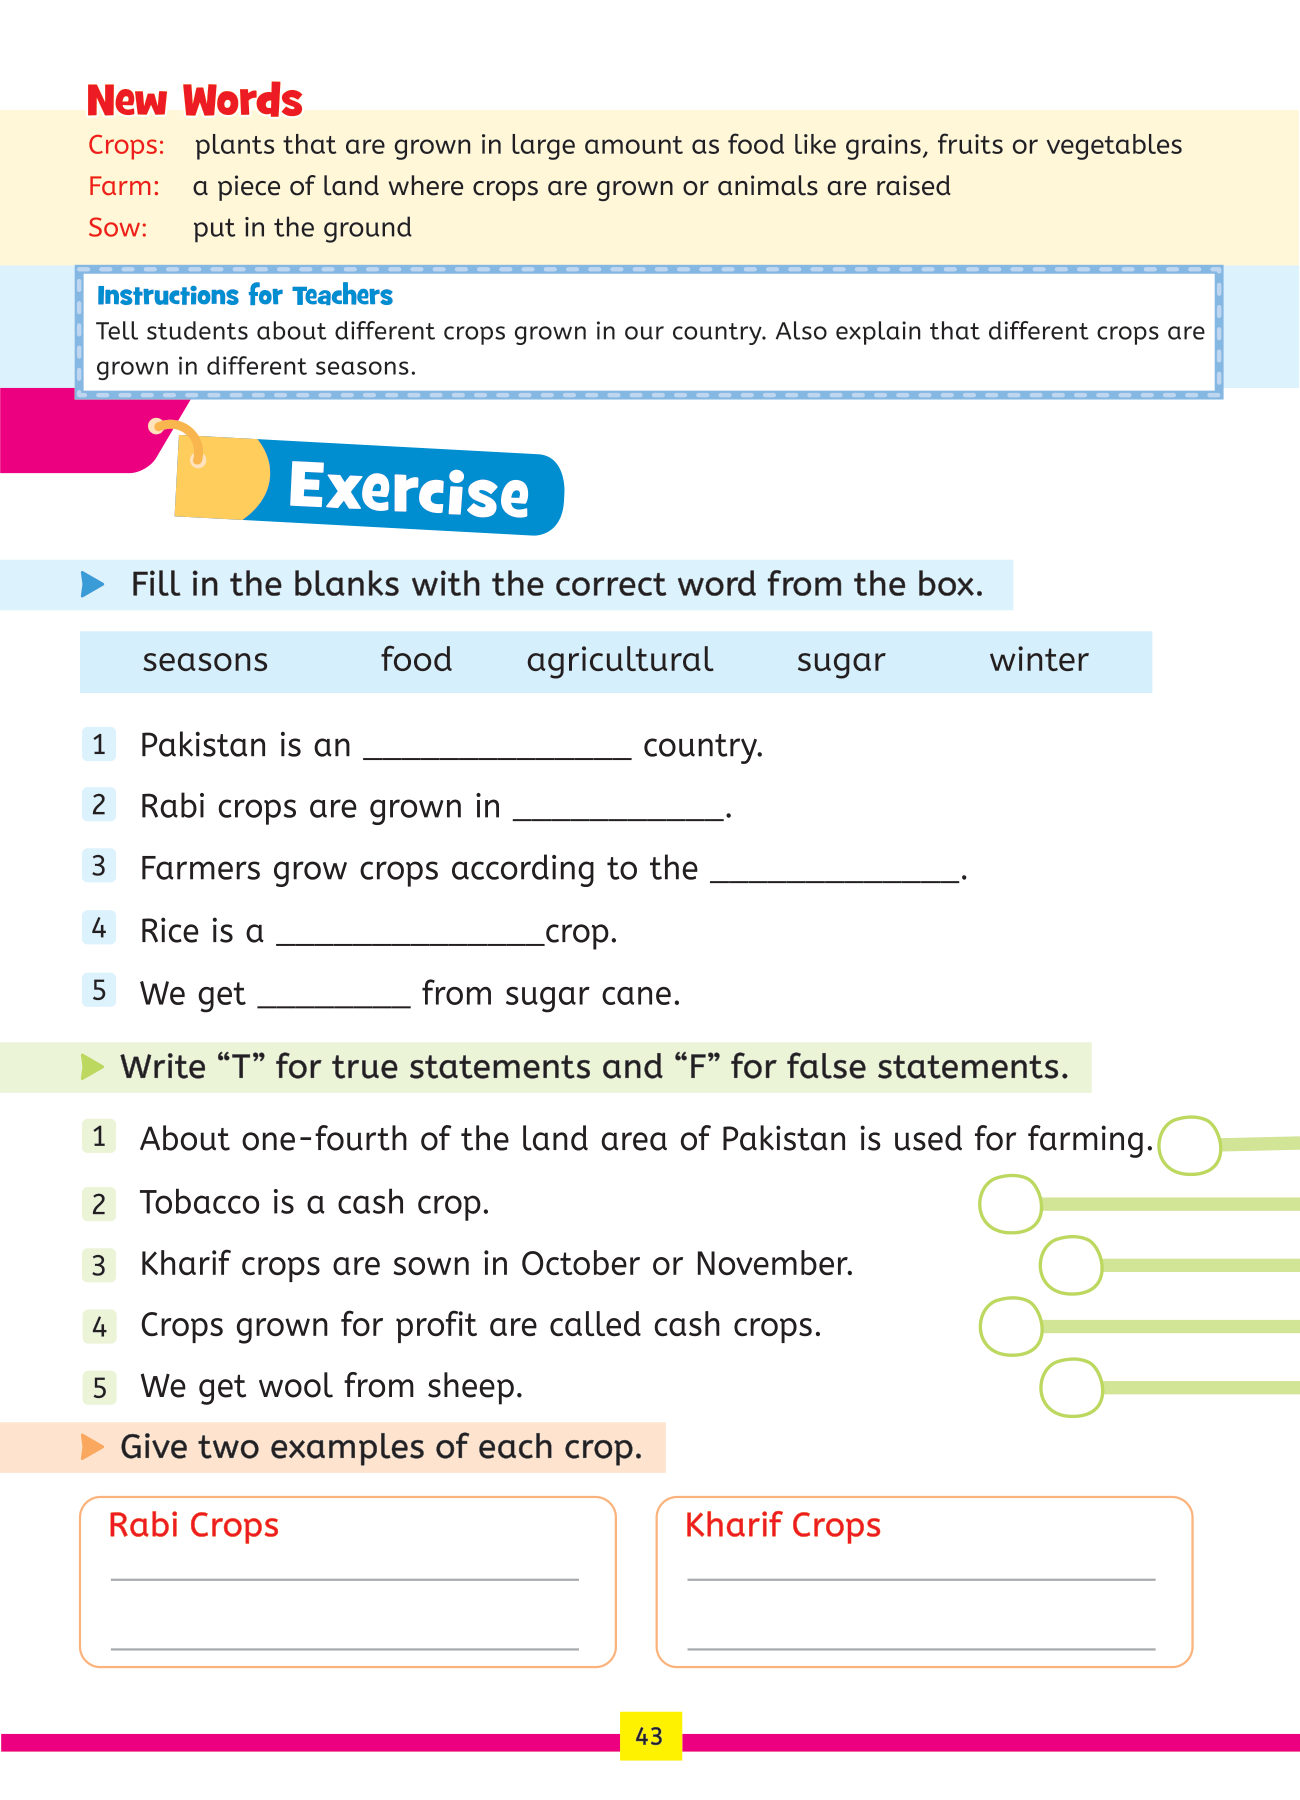 New Words
Crops: plants that are grown in large amount as food like grains, fruits or vegetables
Farm: a piece of land where crops are grown or animals are raised
Sow: put in the ground
Instructions for Teachers
Tell students about different crops grown in our country. Also explain that different crops are
grown in different seasons.
Exercise
Fill in the blanks with the correct word from the box.
seasons food agricultural sugar winter
1 Pakistan is an ______________ country.
2 Rabi crops are grown in ___________.
3 Farmers grow crops according to the _____________.
4 Rice is a ______________crop.
5 We get ________ from sugar cane.
Write “T” for true statements and “F” for false statements.
1 About one-fourth of the land area of Pakistan is used for farming.
2 Tobacco is a cash crop.
3 Kharif crops are sown in October or November.
4 Crops grown for profit are called cash crops.
5 We get wool from sheep.
Give two examples of each crop.
Rabi Crops
Kharif Crops
43